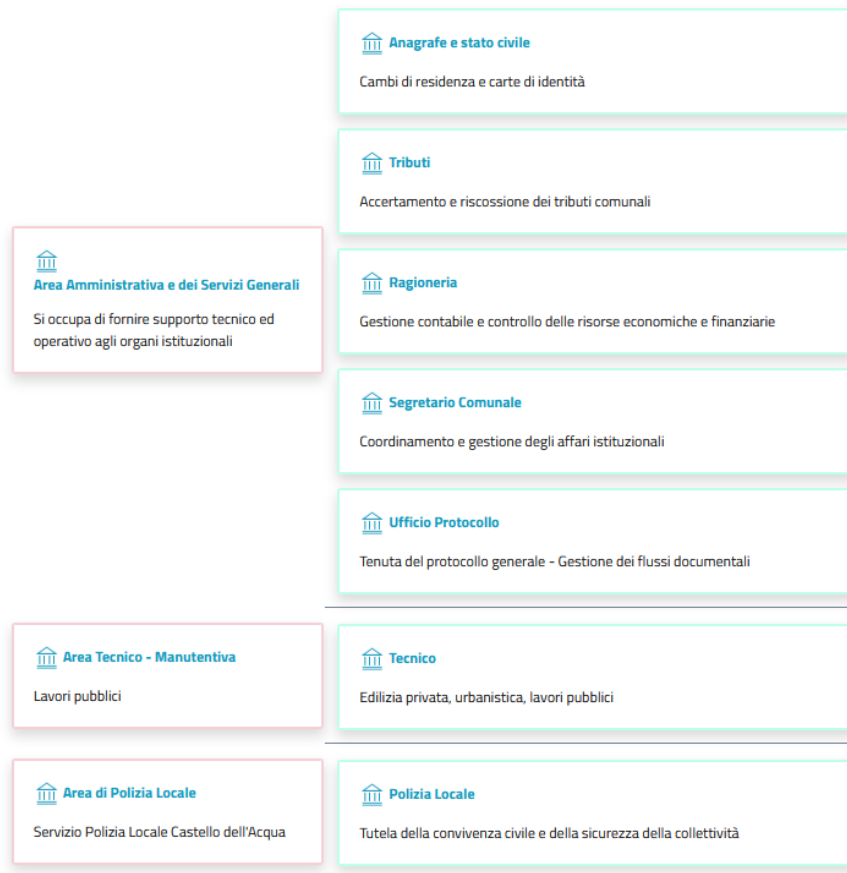 Anagrafe e stato civile
Cambi di residenza e carte di identità
Tributi
Accertamento e riscossione dei tributi comunali
Area Amministrativa e dei Servizi Generali
Si occupa di fornire supporto tecnico ed
operativo agli organi istituzionali
Ragioneria
Gestione contabile e controllo delle risorse economiche e finanziarie
Segretario Comunale
Coordinamento e gestione degli affari istituzionali
Ufficio Protocollo
Tenuta del protocollo generale - Gestione dei flussi documentali
Area Tecnico - Manutentiva
Lavori pubblici
Tecnico
Edilizia privata, urbanistica, lavori pubblici
Area di Polizia Locale
Servizio Polizia Locale Castello dell'Acqua
Polizia Locale
Tutela della convivenza civile e della sicurezza della collettività